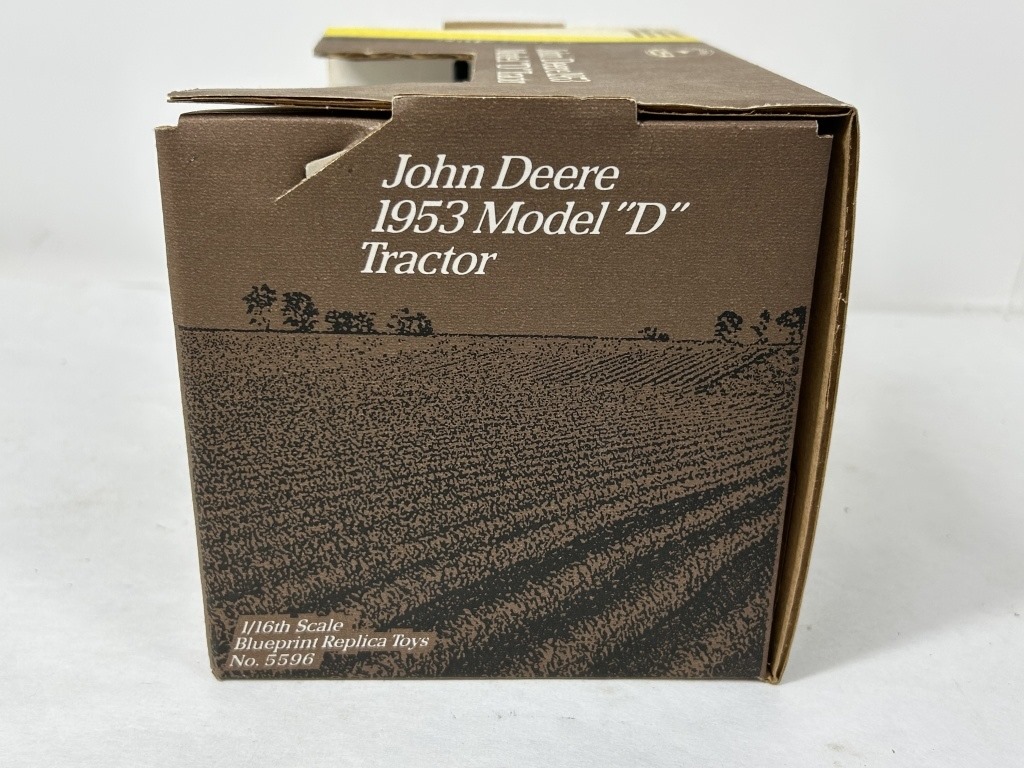 John Deere
1953 Model "D"
Tractor
1/16th Scale
Blueprint Replica Toys
No. 5596